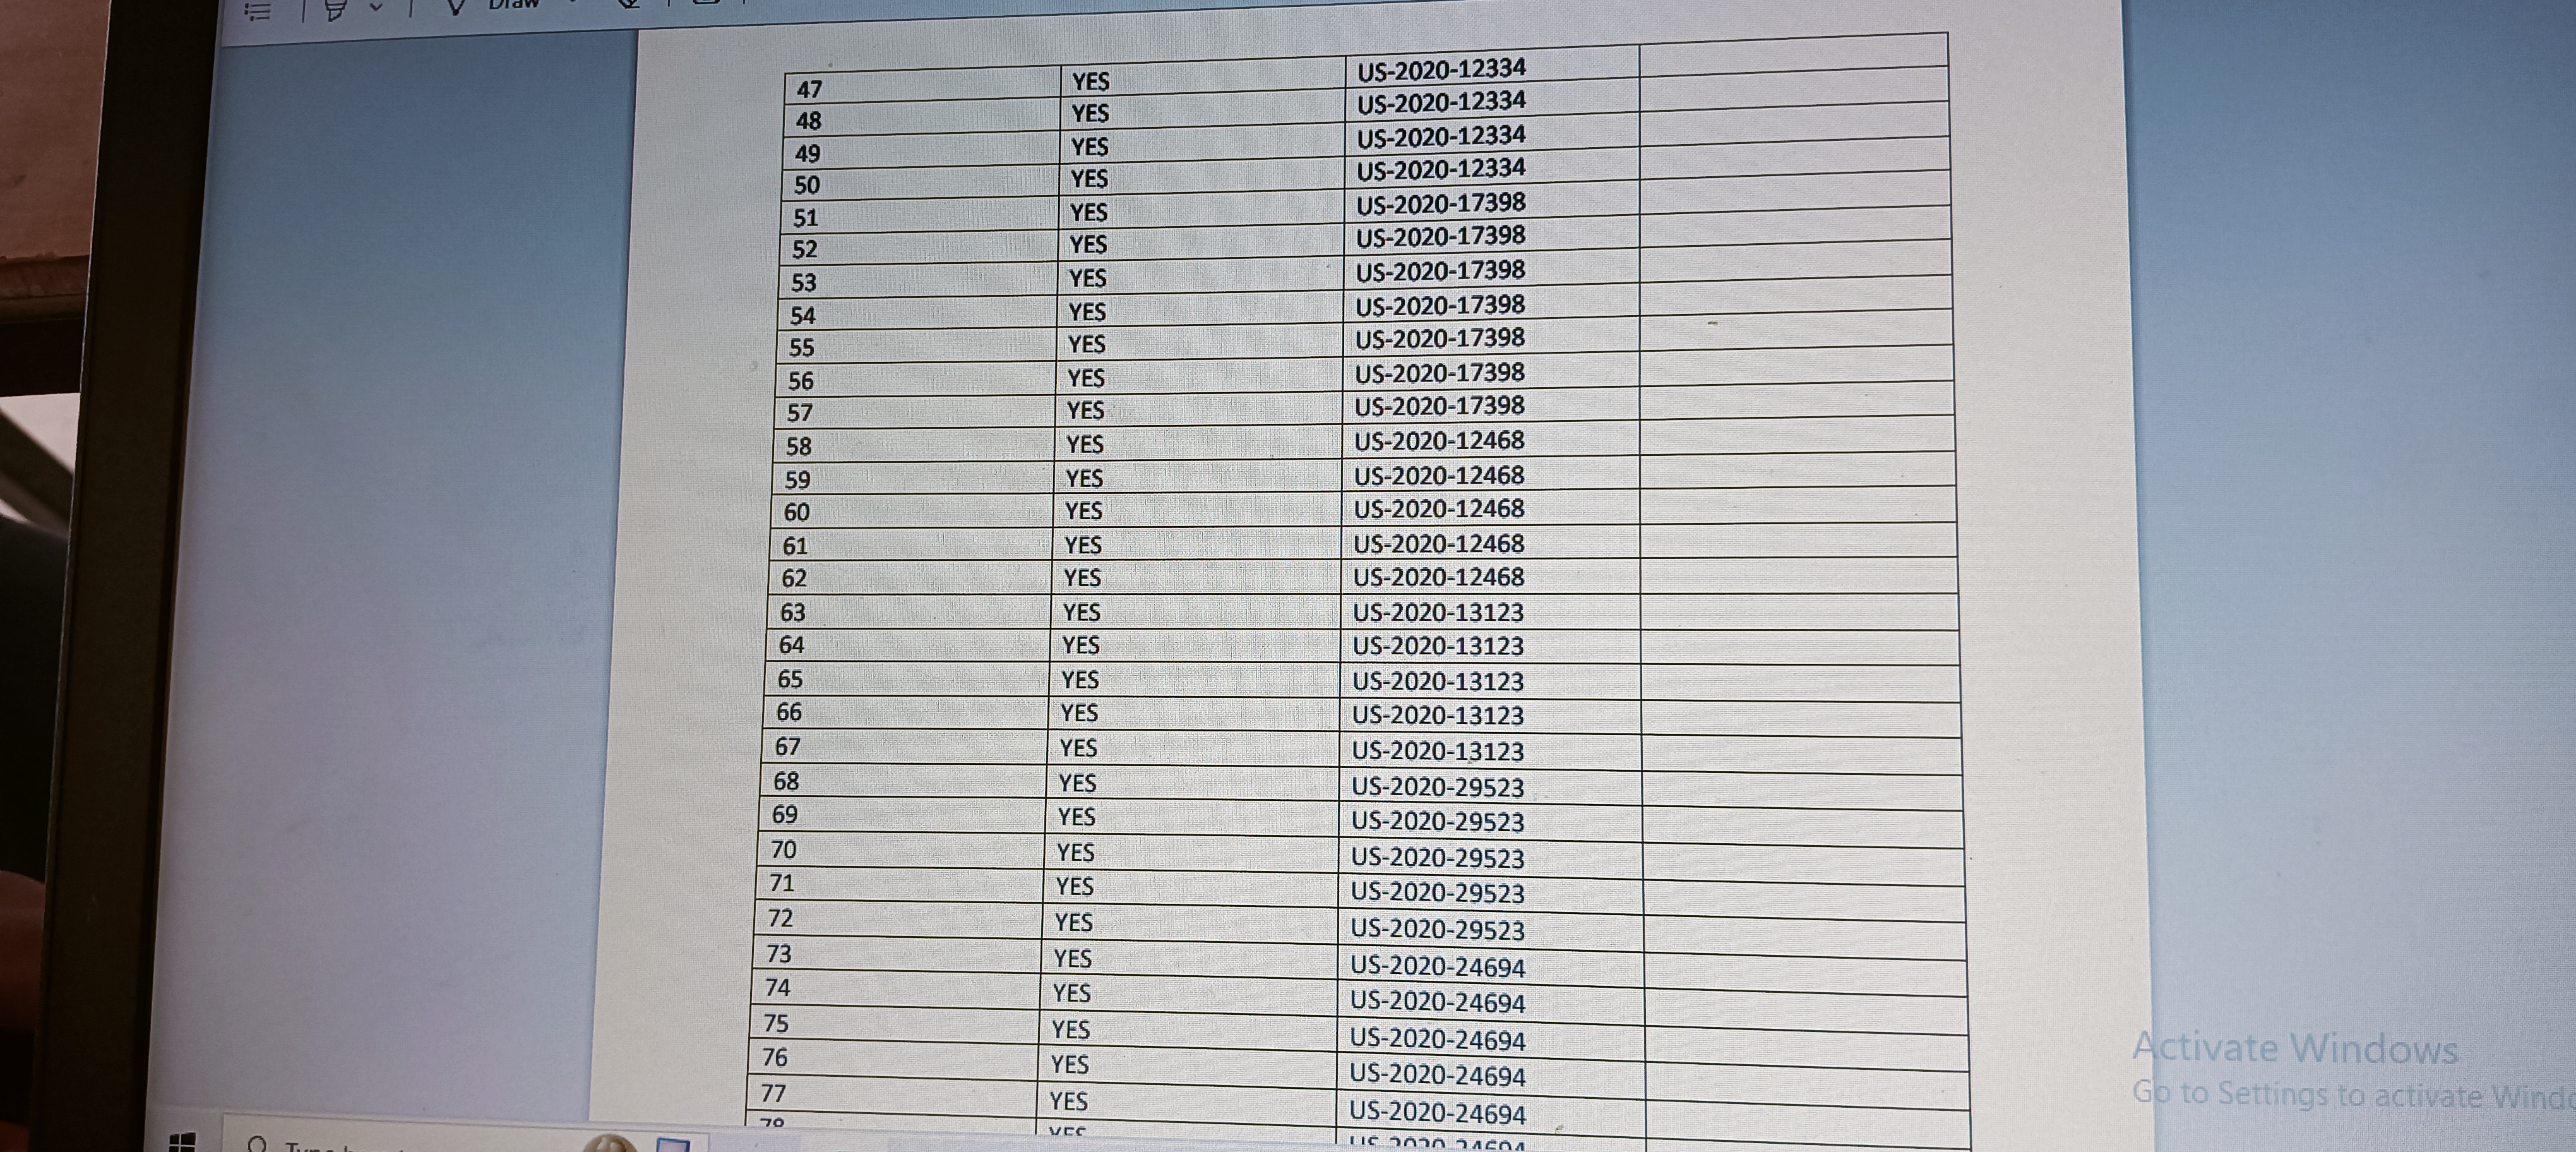 Draw
47 YES US-2020-12334
48 YES US-2020-12334
49 YES US-2020-12334
50 YES US-2020-12334
51 YES US-2020-17398
52 YES US-2020-17398
53 YES US-2020-17398
54 YES US-2020-17398
55 YES US-2020-17398
56 YES US-2020-17398
57 YES US-2020-17398
58 YES US-2020-12468
59 YES US-2020-12468
60 YES US-2020-12468
61 YES US-2020-12468
62 YES US-2020-12468
63 YES US-2020-13123
64 YES US-2020-13123
65 YES US-2020-13123
66 YES US-2020-13123
67 YES US-2020-13123
68 YES US-2020-29523
69 YES US-2020-29523
70 YES US-2020-29523
71 YES US-2020-29523
72 YES US-2020-29523
73 YES US-2020-24694
74 YES US-2020-24694
75 YES US-2020-24694
76 YES US-2020-24694
77 YES US-2020-24694
78 YES US-2020-24694
Activate Windows
Go to Settings to activate